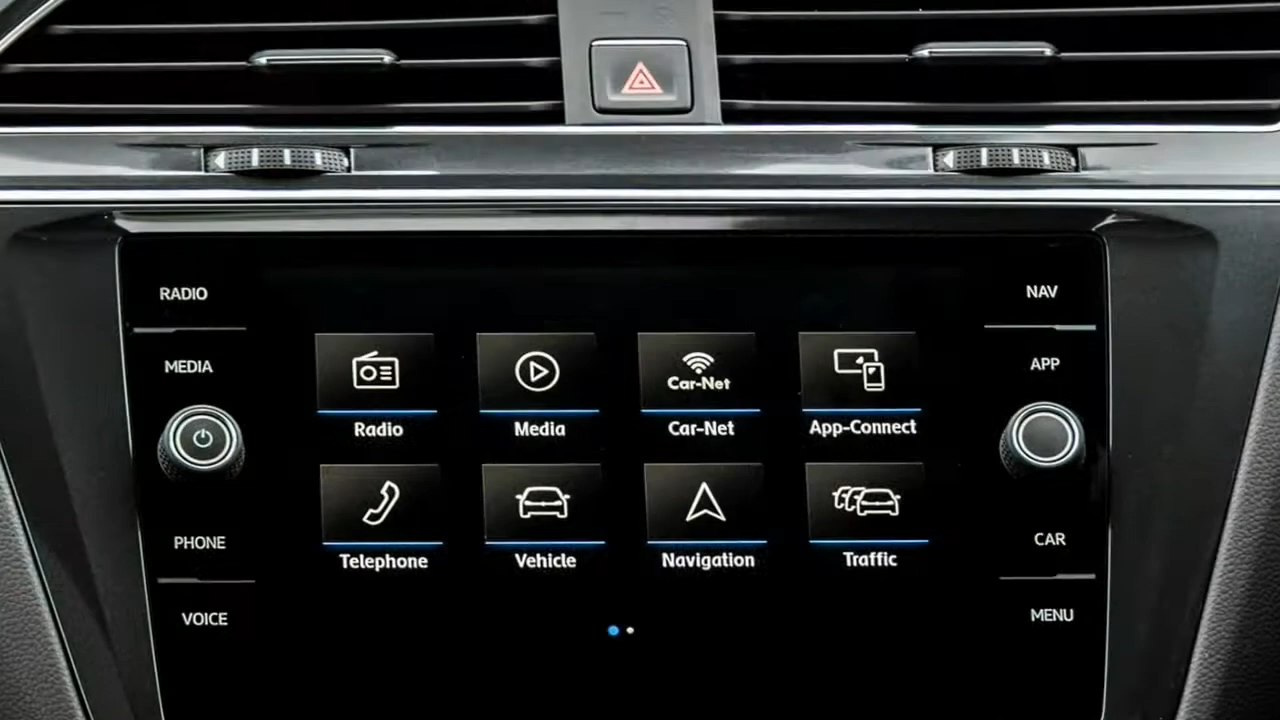 RADIO
NAV
MEDIA
APP
Car-Net
Radio
Media
Car-Net
App-Connect
PHONE
CAR
Telephone
Vehicle
Navigation
Traffic
VOICE
MENU